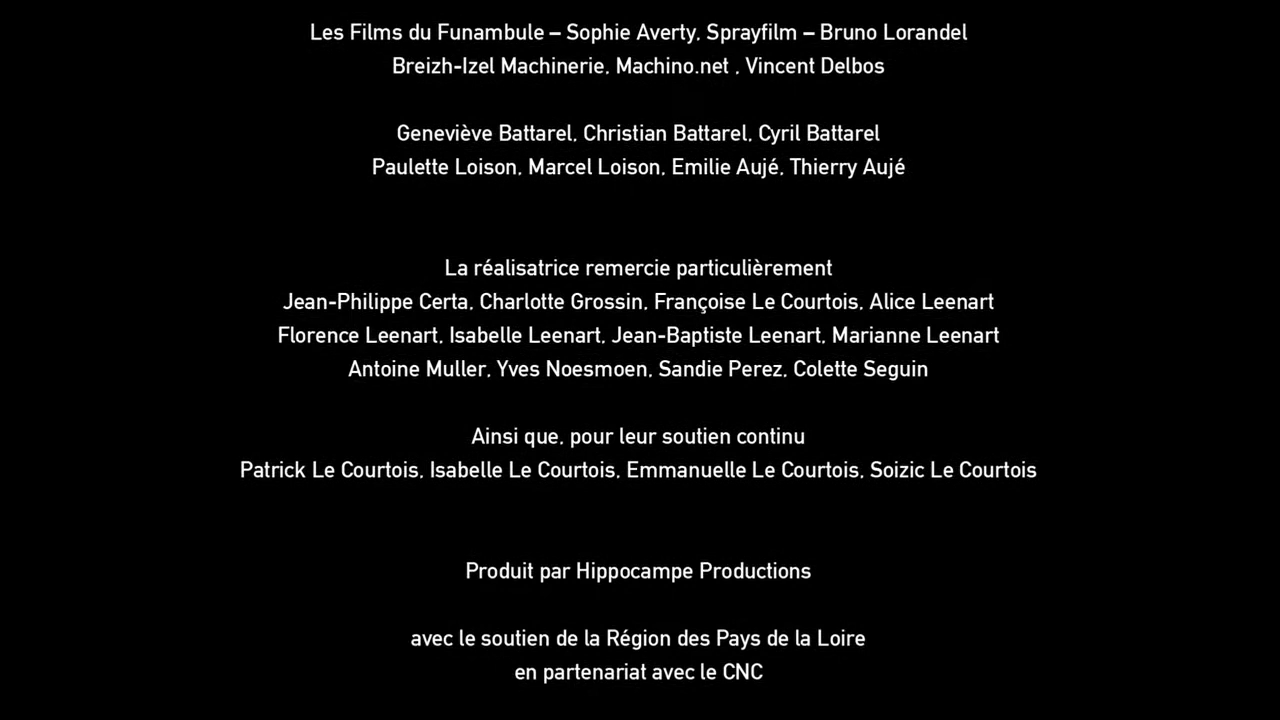 Les Films du Funambule – Sophie Averty, Sprayfilm – Bruno Lorandel
Breizh-Izel Machinerie, Machino.net , Vincent Delbos
Geneviève Battarel, Christian Battarel, Cyril Battarel
Paulette Loison, Marcel Loison, Emilie Aujé, Thierry Aujé
La réalisatrice remercie particulièrement
Jean-Philippe Certa, Charlotte Grossin, Françoise Le Courtois, Alice Leenart
Florence Leenart, Isabelle Leenart, Jean-Baptiste Leenart, Marianne Leenart
Antoine Muller, Yves Noesmoen, Sandie Perez, Colette Seguin
Ainsi que, pour leur soutien continu
Patrick Le Courtois, Isabelle Le Courtois, Emmanuelle Le Courtois, Soizic Le Courtois
Produit par Hippocampe Productions
avec le soutien de la Région des Pays de la Loire
en partenariat avec le CNC